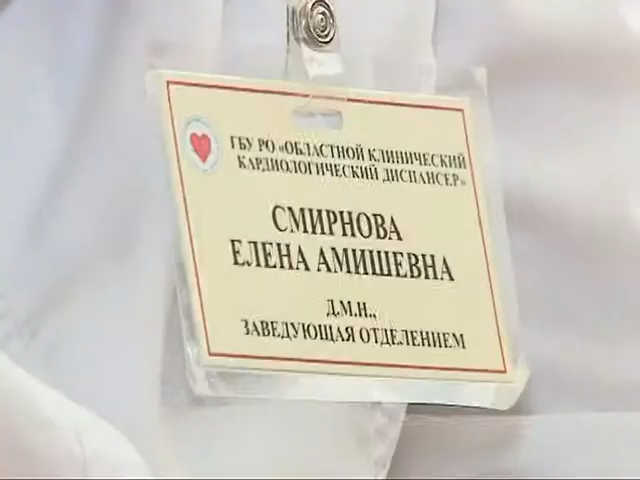 ГБУ РО «ОБЛАСТНОЙ КЛИНИЧЕСКИЙ
КАРДИОЛОГИЧЕСКИЙ ДИСПАНСЕР»
СМИРНОВА
ЕЛЕНА АМИШЕВНА
Д.М.Н.,
ЗАВЕДУЮЩАЯ ОТДЕЛЕНИЕМ